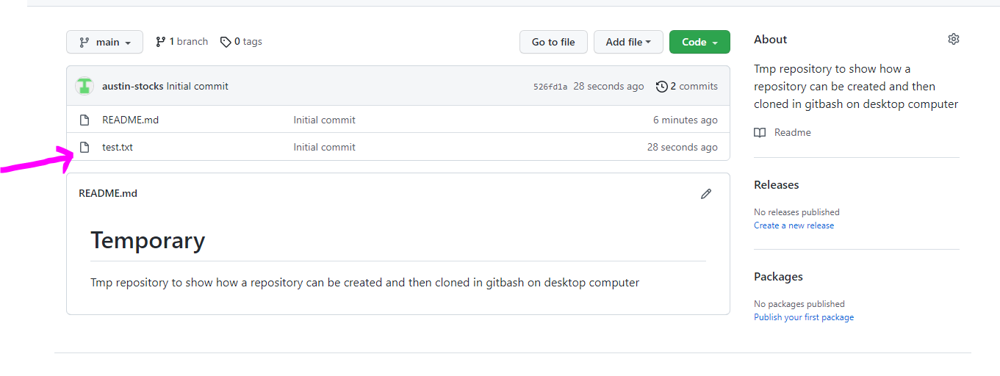 main 1 branch 0 tags Go to file Add file Code
austin-stocks Initial commit 526fd1a 28 seconds ago 2 commits
README.md Initial commit 6 minutes ago
test.txt Initial commit 28 seconds ago
README.md
Temporary
Tmp repository to show how a repository can be created and then cloned in gitbash on desktop computer
About
Tmp repository to show how a
repository can be created and then
cloned in gitbash on desktop computer
Readme
Releases
No releases published
Create a new release
Packages
No packages published
Publish your first package